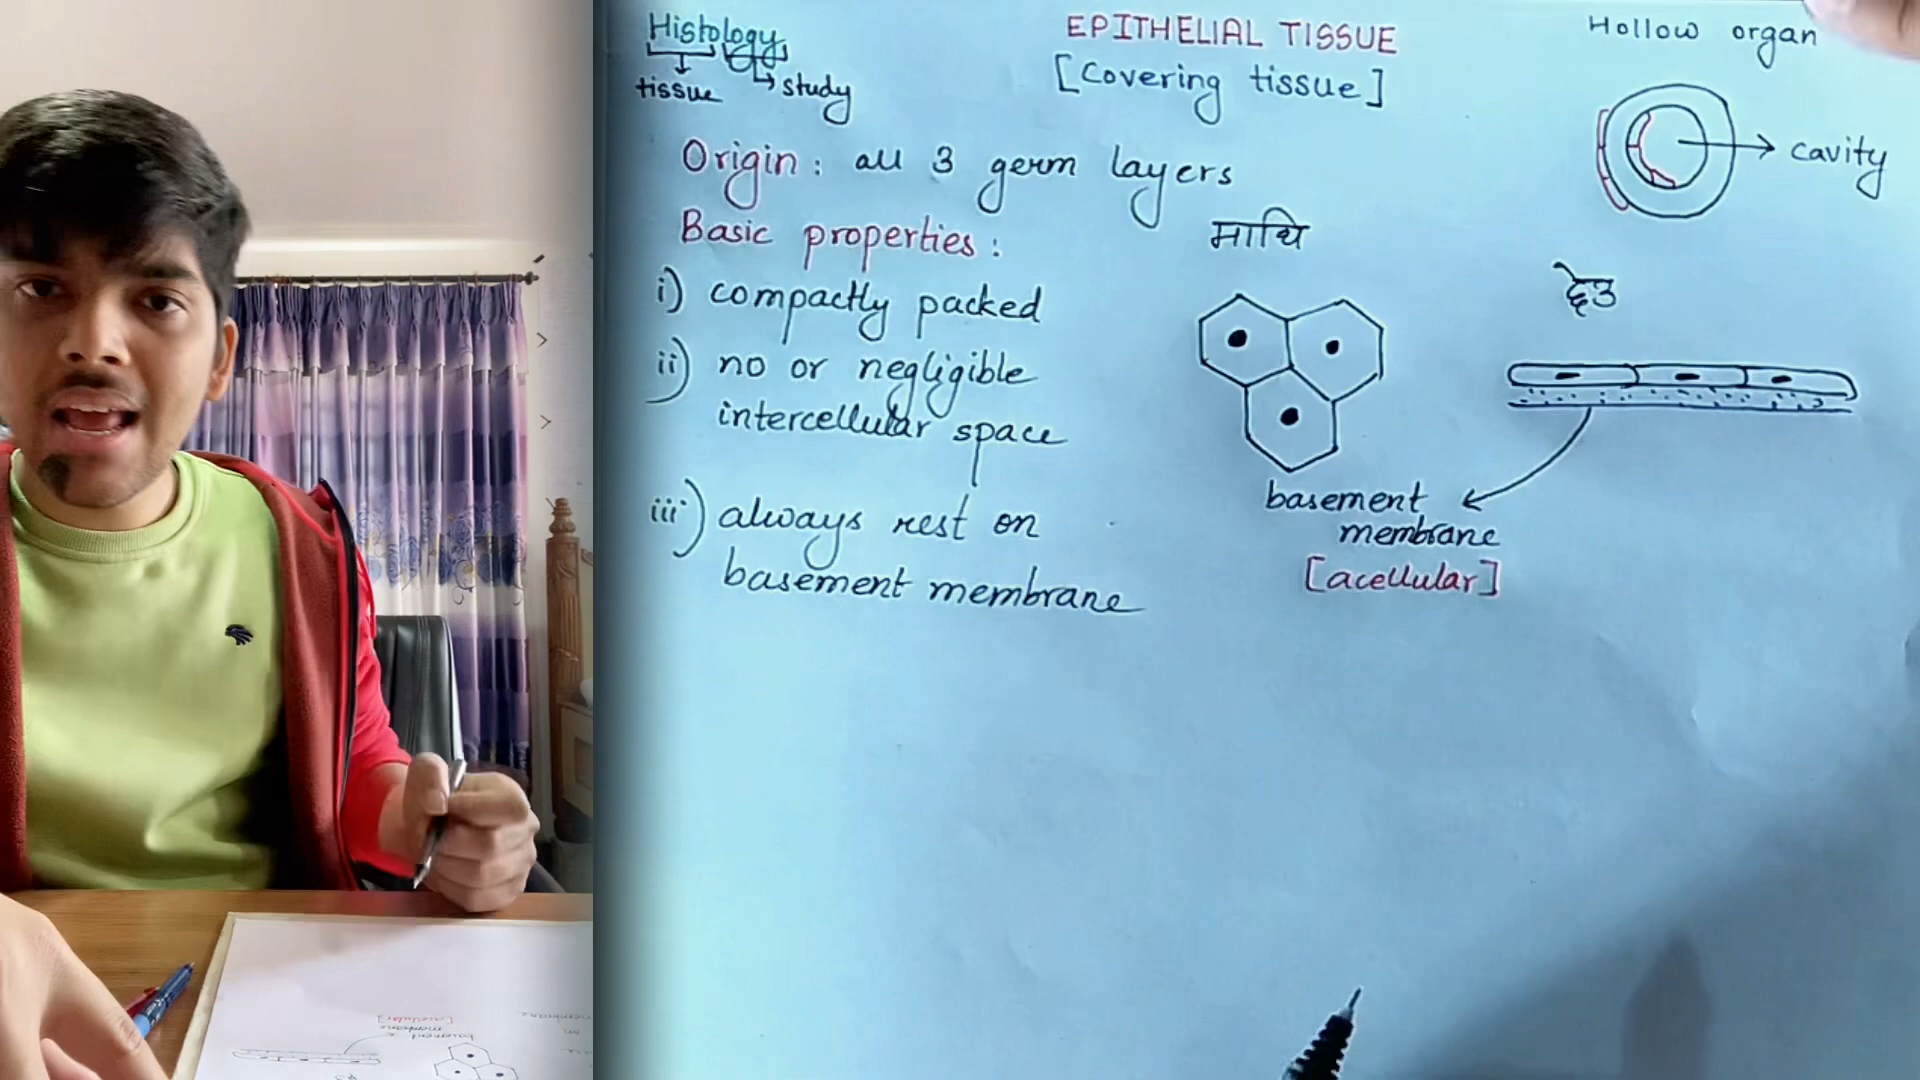 Histology
tissue
study
EPITHELIAL TISSUE
[Covering tissue]
Hollow organ
cavity
Origin: all 3 germ layers
Basic properties:
i) compactly packed
ii) no or negligible
intercellular space
iii) always rest on
basement membrane
माथि
basement
membrane
[acellular]